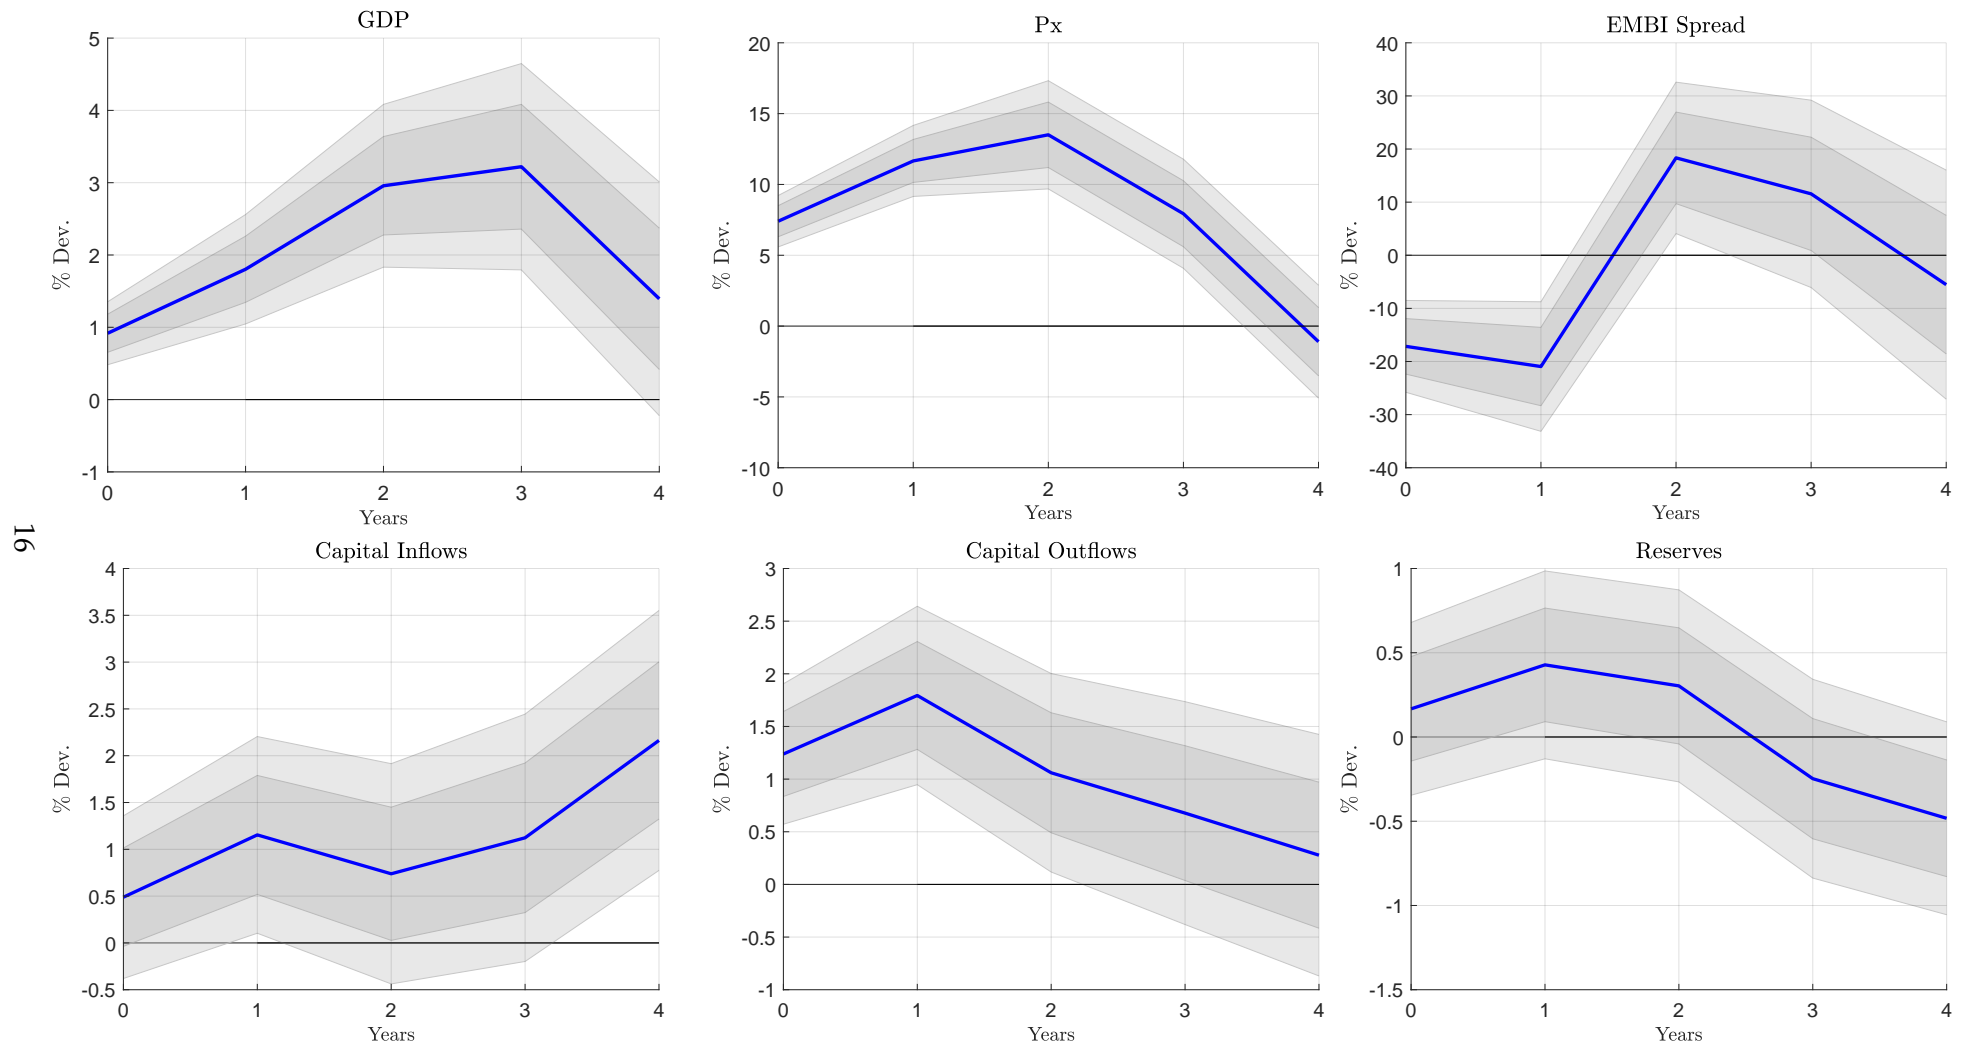 GDP
5
4
3
2
1
0
-1
% Dev.
0 1 2 3 4
Years
Px
20
15
10
5
0
-5
-10
% Dev.
0 1 2 3 4
Years
EMBI Spread
40
30
20
10
0
-10
-20
-30
-40
% Dev.
0 1 2 3 4
Years
16
Capital Inflows
4
3.5
3
2.5
2
1.5
1
0.5
0
-0.5
% Dev.
0 1 2 3 4
Years
Capital Outflows
3
2.5
2
1.5
1
0.5
0
-0.5
-1
% Dev.
0 1 2 3 4
Years
Reserves
1
0.5
0
-0.5
-1
-1.5
% Dev.
0 1 2 3 4
Years